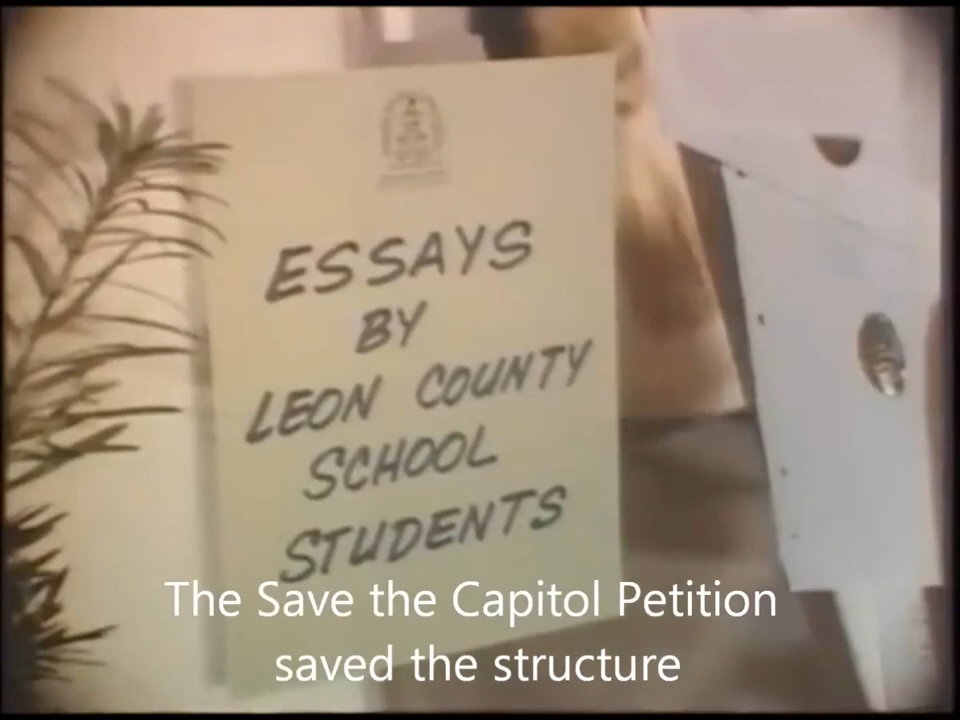 ESSAYS
BY
LEON COUNTY
SCHOOL
STUDENTS
The Save the Capitol Petition
saved the structure